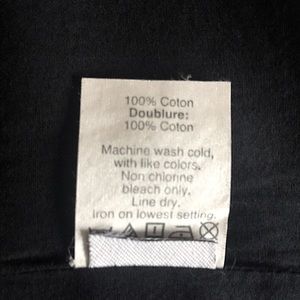 100% Coton
Doublure:
100% Coton
Machine wash cold,
with like colors.
Non chlorine
bleach only.
Line dry.
Iron on lowest setting.